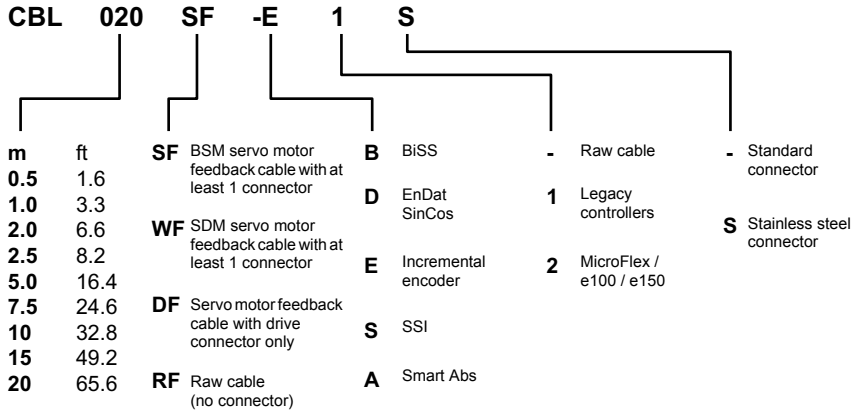 CBL 020 SF -E 1 S
m ft
0.5 1.6
1.0 3.3
2.0 6.6
2.5 8.2
5.0 16.4
7.5 24.6
10 32.8
15 49.2
20 65.6
SF BSM servo motor
feedback cable with at
least 1 connector
WF SDM servo motor
feedback cable with at
least 1 connector
DF Servo motor feedback
cable with drive
connector only
RF Raw cable
(no connector)
B BiSS
D EnDat
SinCos
E Incremental
encoder
S SSI
A Smart Abs
- Raw cable
1 Legacy
controllers
2 MicroFlex /
e100 / e150
- Standard
connector
S Stainless steel
connector